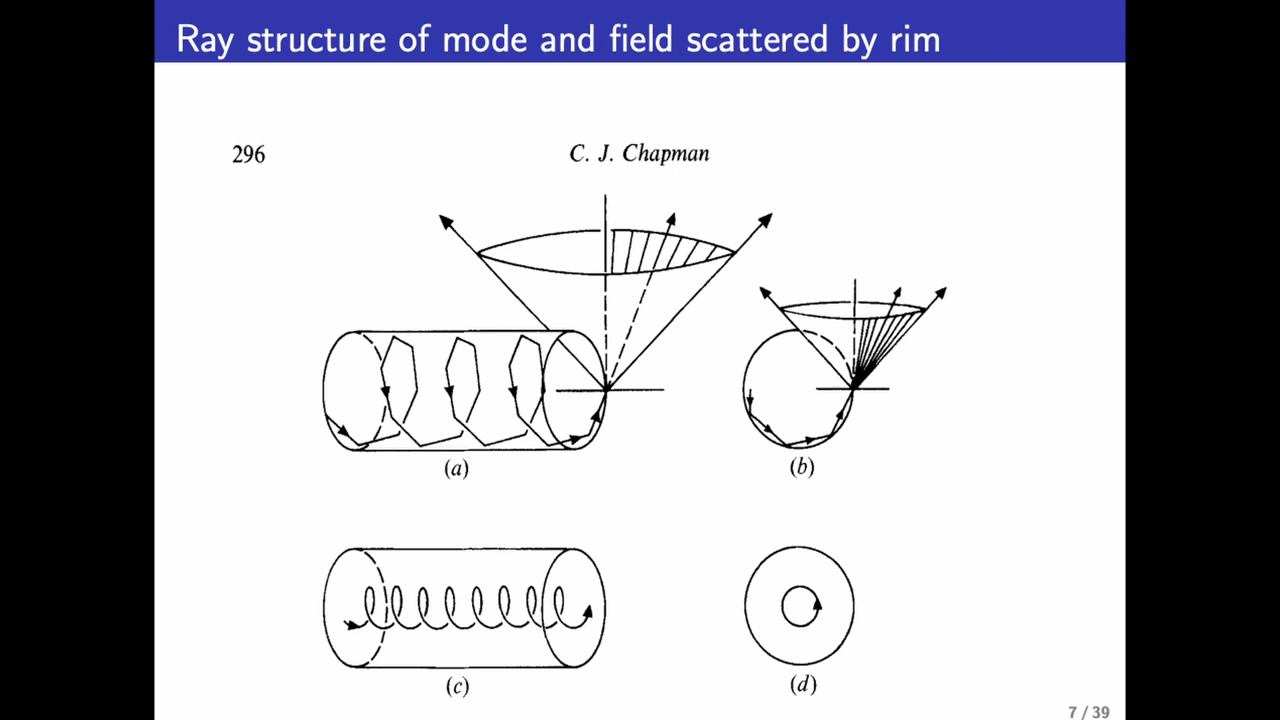 Ray structure of mode and field scattered by rim
296 C. J. Chapman
(a) (b)
(c) (d)
7 / 39